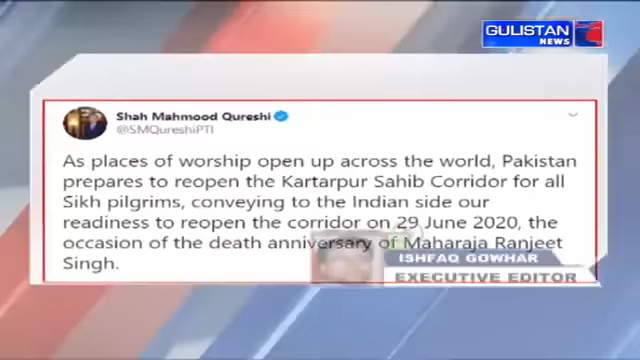 GULISTAN
NEWS
Shah Mahmood Qureshi
@SMQureshiPTI
As places of worship open up across the world, Pakistan
prepares to reopen the Kartarpur Sahib Corridor for all
Sikh pilgrims, conveying to the Indian side our
readiness to reopen the corridor on 29 June 2020, the
occasion of the death anniversary of Maharaja Ranjeet
Singh.
ISHFAQ GOWHAR
EXECUTIVE EDITOR